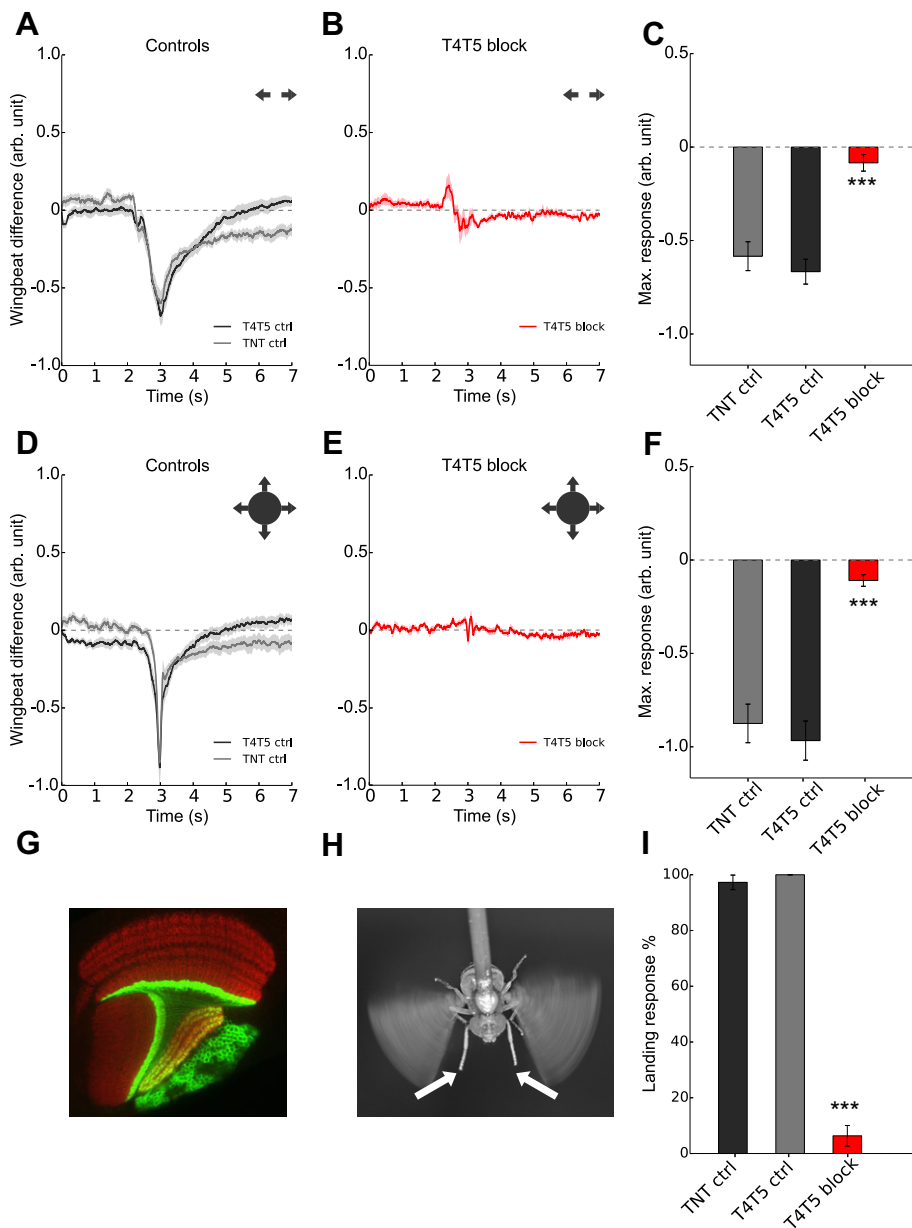 A
Controls
Wingbeat difference (arb. unit)
1.0
0.5
0
-0.5
-1.0
T4T5 ctrl
TNT ctrl
0 1 2 3 4 5 6 7
Time (s)
B
T4T5 block
1.0
0.5
0
-0.5
-1.0
T4T5 block
0 1 2 3 4 5 6 7
Time (s)
C
Max. response (arb. unit)
0.5
0
-0.5
-1.0
***
TNT ctrl
T4T5 ctrl
T4T5 block
D
Controls
Wingbeat difference (arb. unit)
1.0
0.5
0
-0.5
-1.0
T4T5 ctrl
TNT ctrl
0 1 2 3 4 5 6 7
Time (s)
E
T4T5 block
1.0
0.5
0
-0.5
-1.0
T4T5 block
0 1 2 3 4 5 6 7
Time (s)
F
Max. response (arb. unit)
0.5
0
-0.5
-1.0
***
TNT ctrl
T4T5 ctrl
T4T5 block
G
H
I
Landing response %
100
80
60
40
20
0
***
TNT ctrl
T4T5 ctrl
T4T5 block